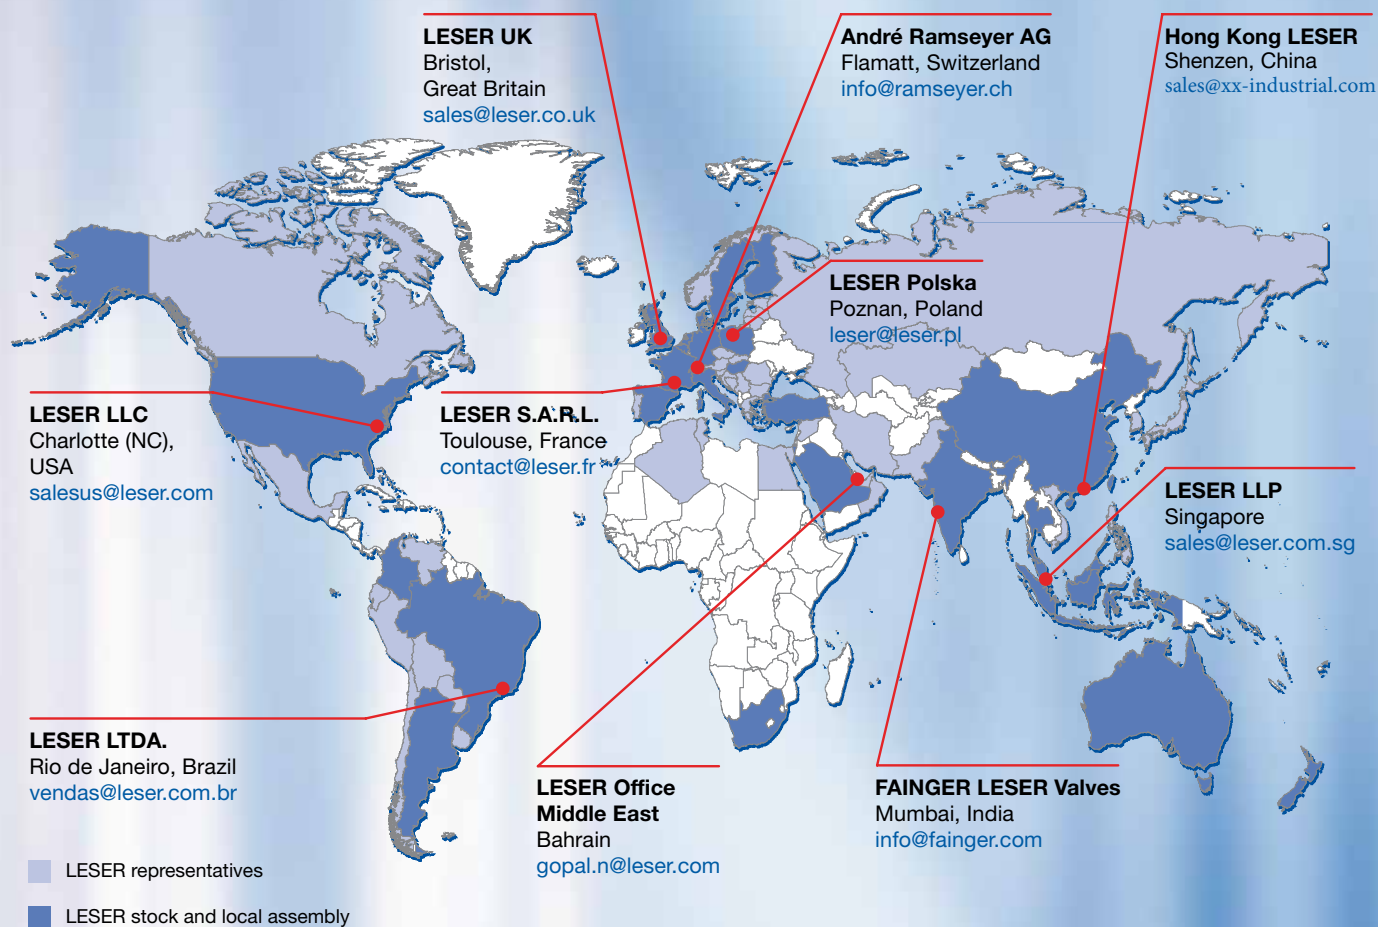 LESER UK
Bristol,
Great Britain
sales@leser.co.uk
André Ramseyer AG
Flamatt, Switzerland
info@ramseyer.ch
Hong Kong LESER
Shenzen, China
sales@xx-industrial.com
LESER Polska
Poznan, Poland
leser@leser.pl
LESER LLC
Charlotte (NC),
USA
salesus@leser.com
LESER S.A.R.L.
Toulouse, France
contact@leser.fr
LESER LLP
Singapore
sales@leser.com.sg
LESER LTDA.
Rio de Janeiro, Brazil
vendas@leser.com.br
LESER Office
Middle East
Bahrain
gopal.n@leser.com
FAINGER LESER Valves
Mumbai, India
info@fainger.com
LESER representatives
LESER stock and local assembly